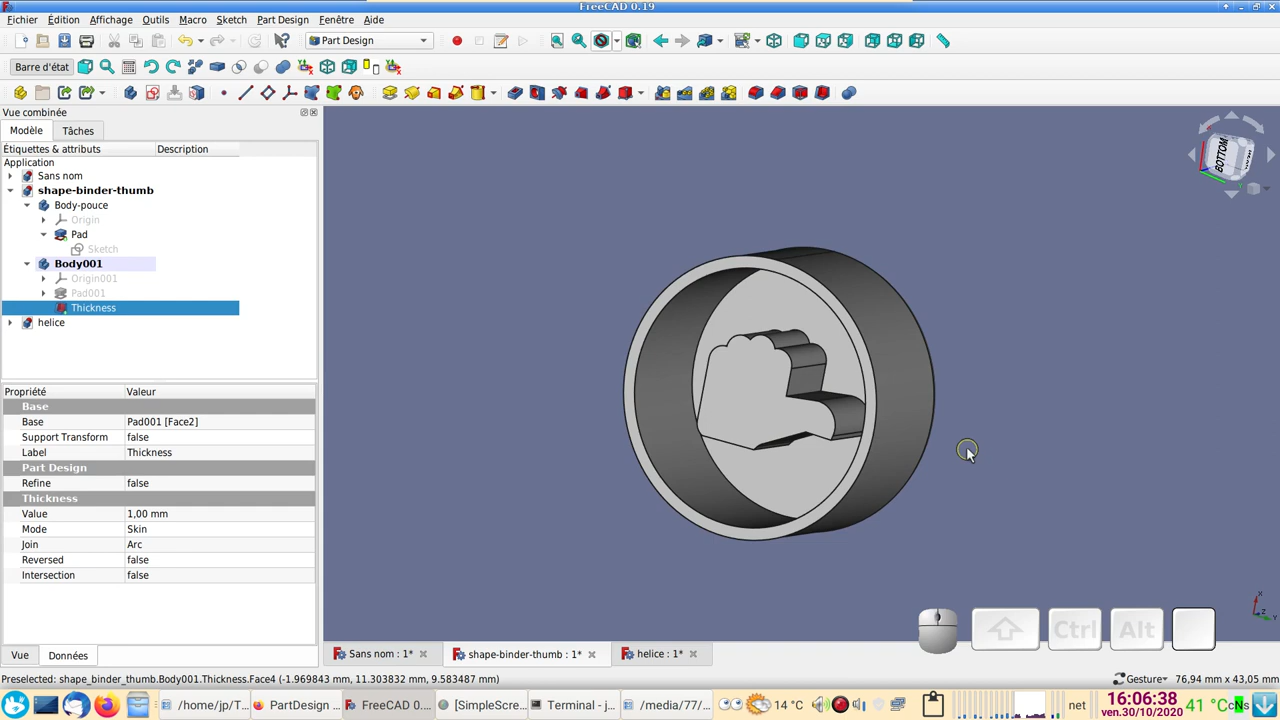 FreeCAD 0.19
Fichier Édition Affichage Outils Macro Sketch Part Design Fenêtre Aide
Part Design
Barre d'état
Vue combinée
Modèle Tâches
Étiquettes & attributs Description
Application
Sans nom
shape-binder-thumb
Body-pouce
Origin
Pad
Sketch
Body001
Origin001
Pad001
Thickness
helice
BOTTOM
Propriété Valeur
Base
Base Pad001 [Face2]
Support Transform false
Label Thickness
Part Design
Refine false
Thickness
Value 1,00 mm
Mode Skin
Join Arc
Reversed false
Intersection false
Ctrl Alt
Vue Données
Sans nom : 1* shape-binder-thumb : 1* helice : 1*
Preselected: shape_binder_thumb.Body001.Thickness.Face4 (-1.969843 mm, 11.303832 mm, 9.583487 mm) Gesture 76,94 mm x 43,05 mm
/home/jp/T... PartDesign ... FreeCAD 0.... [SimpleScre... Terminal - j... /media/77/... 14 °C net 16:06:38 ven.30/10/2020 41 °C